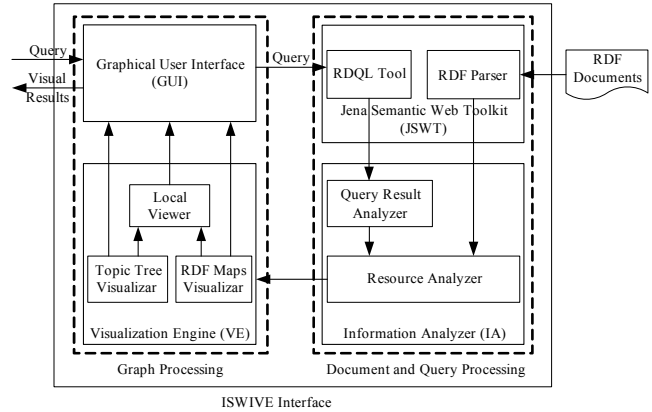 Query
Visual
Results
Graphical User Interface
(GUI)
Query
RDQL Tool
RDF Parser
Jena Semantic Web Toolkit
(JSWT)
RDF
Documents
Local
Viewer
Topic Tree
Visualizar
RDF Maps
Visualizar
Visualization Engine (VE)
Query Result
Analyzer
Resource Analyzer
Information Analyzer (IA)
Graph Processing
Document and Query Processing
ISWIVE Interface